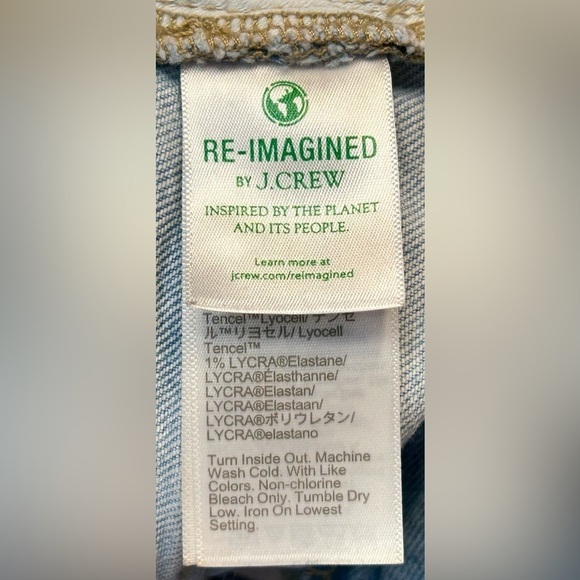 RE-IMAGINED
BY J.CREW
INSPIRED BY THE PLANET
AND ITS PEOPLE.
Learn more at
jcrew.com/reimagined
Tencel™Lyocell/ テンセ
ル™リヨセル/ Lyocell
Tencel™
1% LYCRA®Elastane/
LYCRA®Élasthanne/
LYCRA®Elastan/
LYCRA®Elastaan/
LYCRA®ポリウレタン/
LYCRA®elastano
Turn Inside Out. Machine
Wash Cold. With Like
Colors. Non-chlorine
Bleach Only. Tumble Dry
Low. Iron On Lowest
Setting.